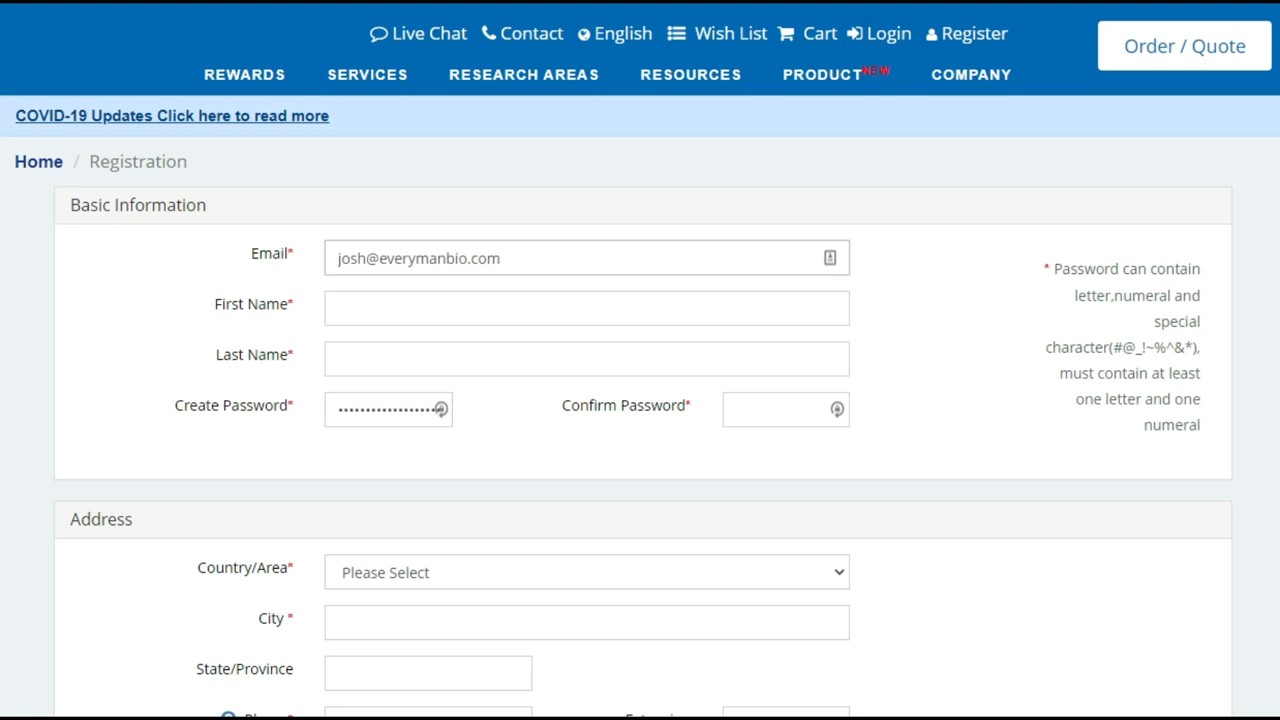 Live Chat Contact English Wish List Cart Login Register
Order / Quote
REWARDS SERVICES RESEARCH AREAS RESOURCES PRODUCT NEW COMPANY
COVID-19 Updates Click here to read more
Home / Registration
Basic Information
Email* josh@everymanbio.com
First Name*
Last Name*
Create Password* Confirm Password*
* Password can contain
letter,numeral and
special
character(#@_!~%^&*),
must contain at least
one letter and one
numeral
Address
Country/Area* Please Select
City *
State/Province